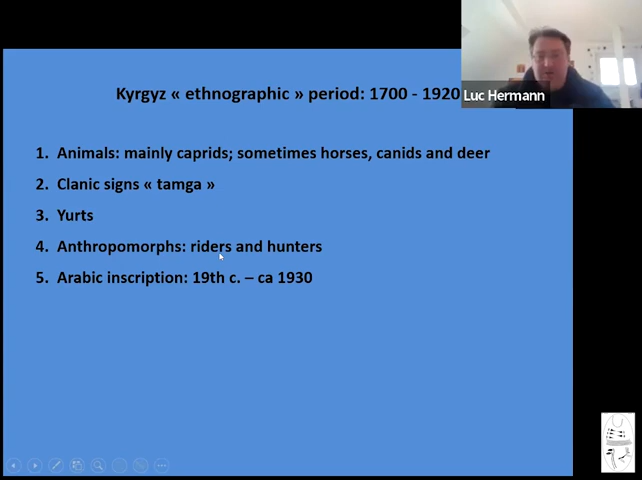 Kyrgyz « ethnographic » period: 1700 - 1920
Luc Hermann
1. Animals: mainly caprids; sometimes horses, canids and deer
2. Clanic signs « tamga »
3. Yurts
4. Anthropomorphs: riders and hunters
5. Arabic inscription: 19th c. – ca 1930